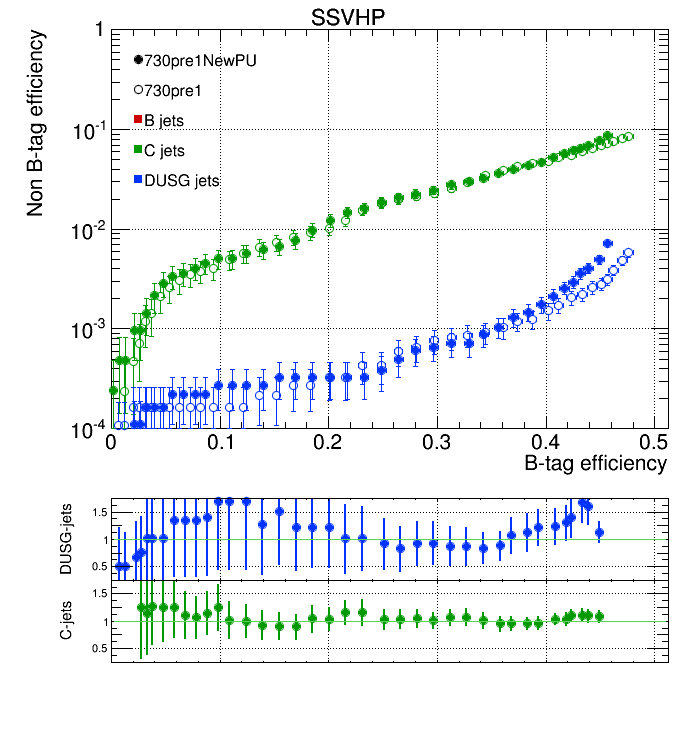 SSVHP
Non B-tag efficiency
1
10-1
10-2
10-3
10-4
730pre1NewPU
730pre1
B jets
C jets
DUSG jets
0 0.1 0.2 0.3 0.4 0.5
B-tag efficiency
DUSG-jets
1.5
1
0.5
C-jets
1.5
1
0.5